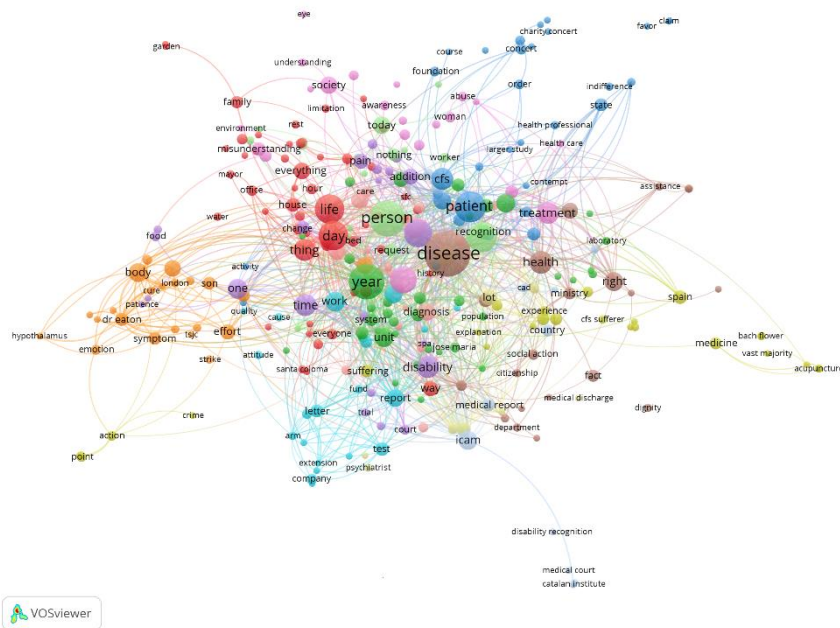 eye
claim
favor
charity concert
garden
concert
course
understanding
foundation
society
order
indifference
abuse
family
limitation
awareness
state
woman
environment
rest
today
health professional
misunderstanding
nothing
worker
larger study
health care
pain
everything
mayor
addition
cfs
contempt
office
hour
care
assistance
house
sfc
life
person
patient
treatment
water
change
food
day
bed
recognition
laboratory
thing
request
disease
body
activity
health
history
london
son
year
right
cure
one
cad
ministry
patience
time
work
lot
spain
quality
diagnosis
experience
dr eaton
cause
system
population
cfs sufferer
hypothalamus
symptom
tsjc
effort
everyone
unit
explanation
country
bach flower
emotion
attitude
spa
jose maria
medicine
strike
social action
vast majority
santa coloma
suffering
disability
citizenship
fact
acupuncture
fund
way
report
medical discharge
crime
letter
trial
medical report
dignity
action
arm
court
department
icam
point
test
extension
psychiatrist
company
disability recognition
medical court
catalan institute
VOSviewer